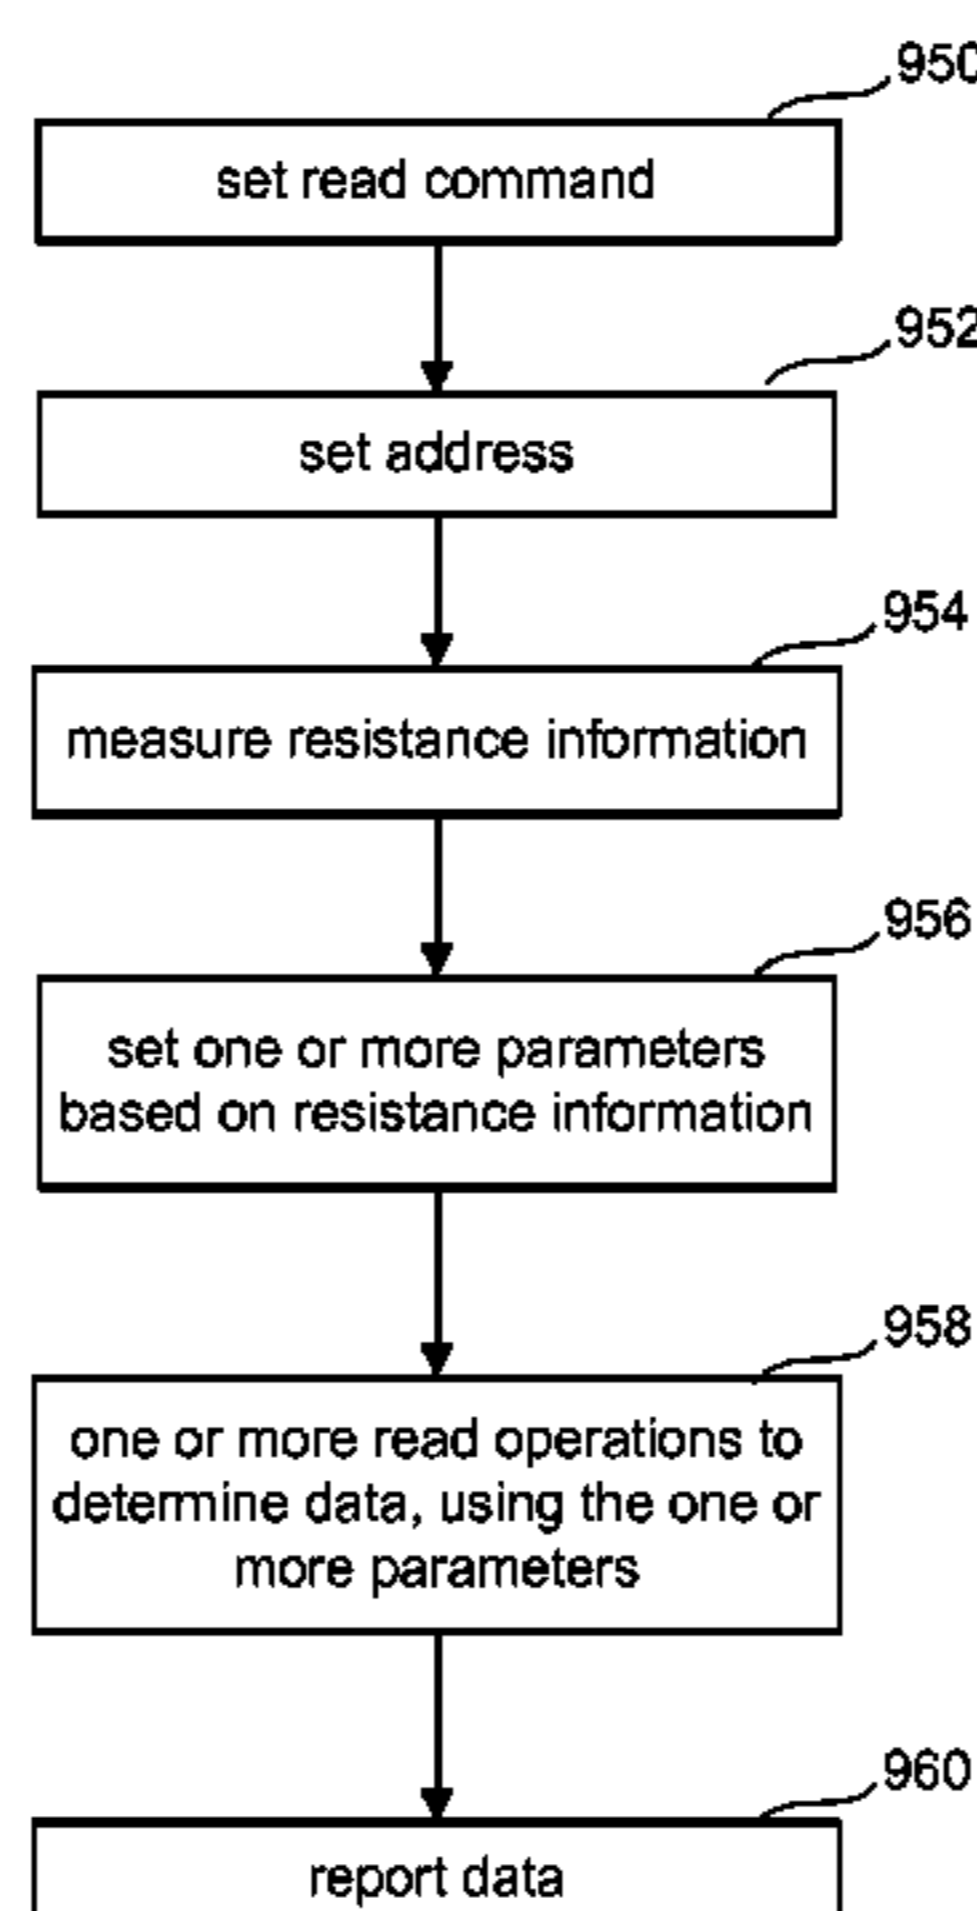 950
set read command
952
set address
954
measure resistance information
956
set one or more parameters
based on resistance information
958
one or more read operations to
determine data, using the one or
more parameters
960
report data